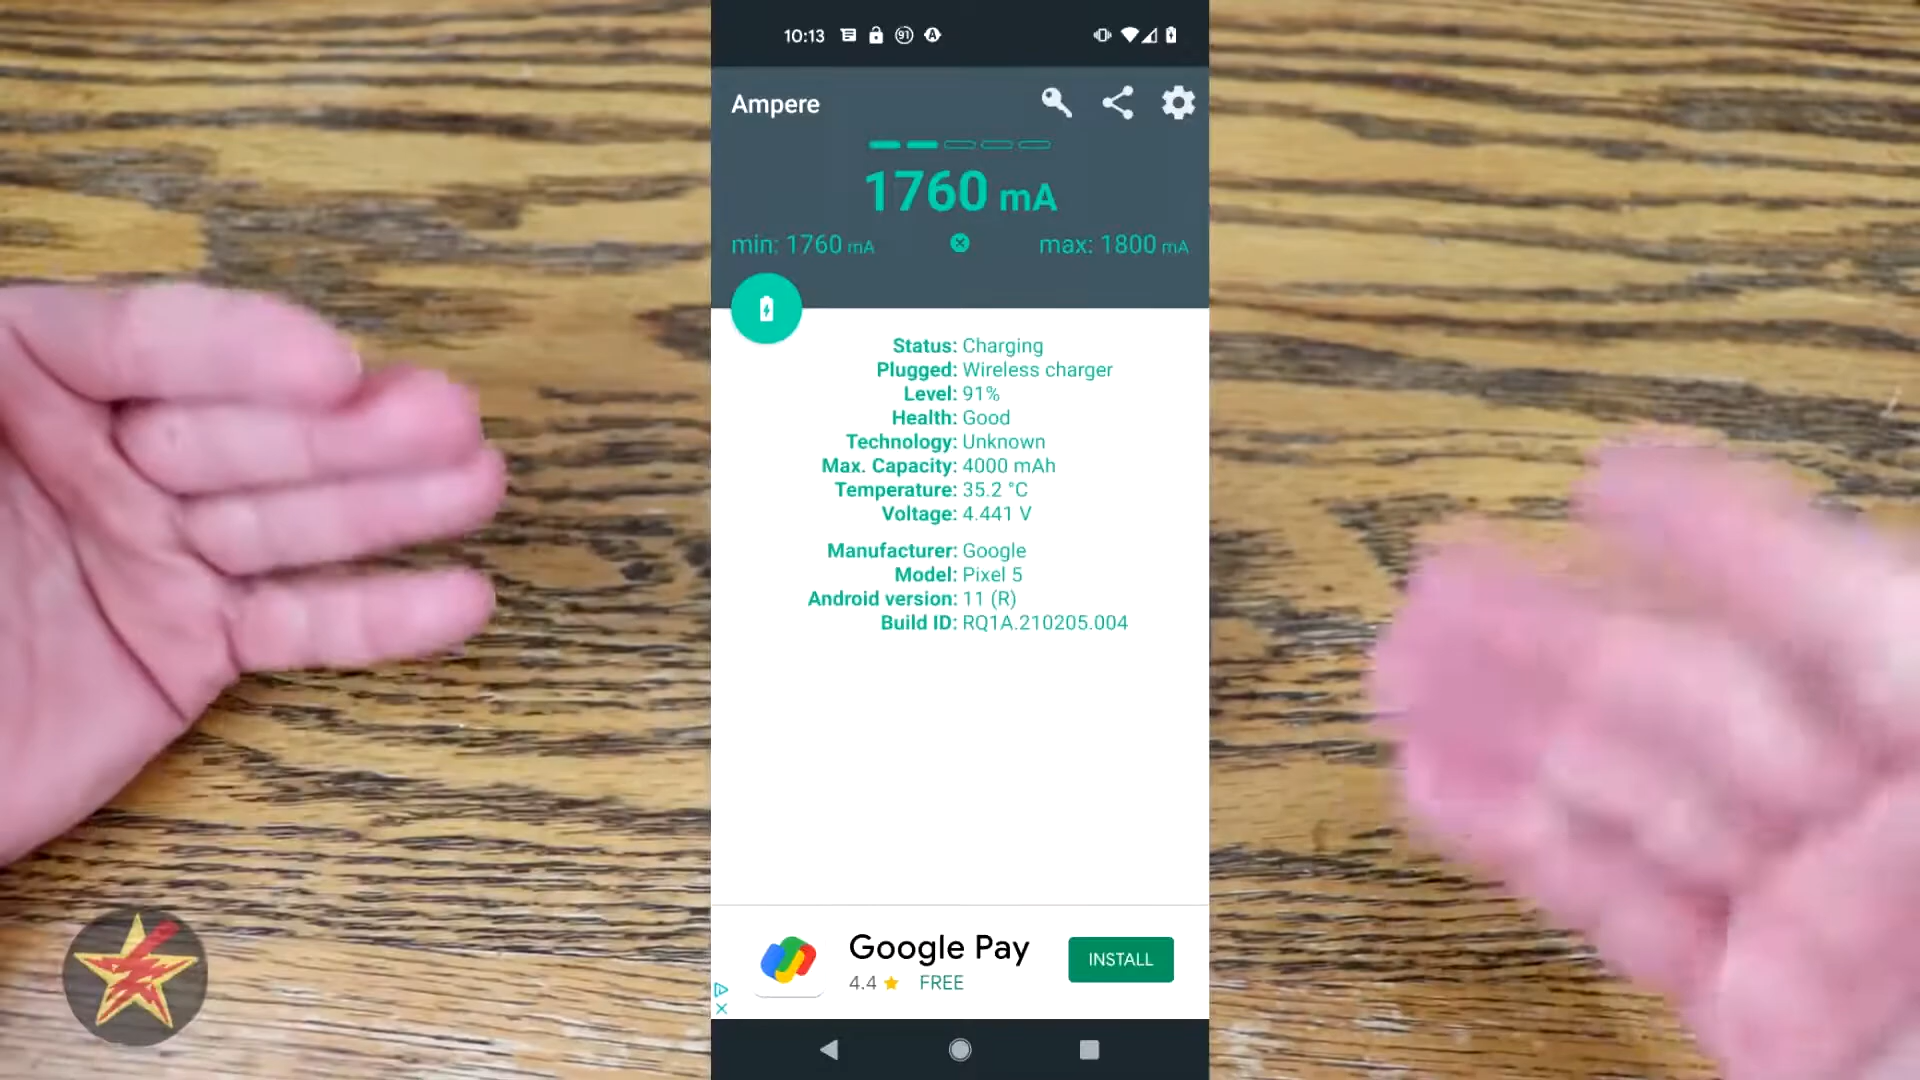 10:13 91 A
Ampere
1760 mA
min: 1760 mA max: 1800 mA
Status: Charging
Plugged: Wireless charger
Level: 91%
Health: Good
Technology: Unknown
Max. Capacity: 4000 mAh
Temperature: 35.2 °C
Voltage: 4.441 V
Manufacturer: Google
Model: Pixel 5
Android version: 11 (R)
Build ID: RQ1A.210205.004
Google Pay
4.4 ★ FREE
INSTALL